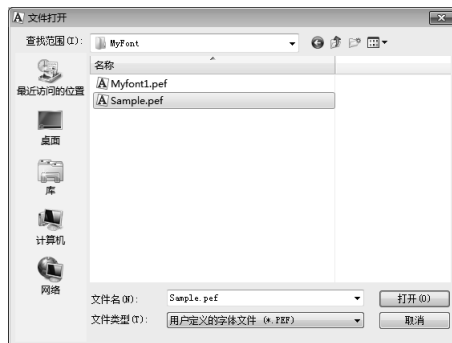 文件打开
查找范围(I):
MyFont
名称
Myfont1.pef
Sample.pef
最近访问的位置
桌面
库
计算机
网络
文件名(N):
Sample.pef
打开(O)
文件类型(T):
用户定义的字体文件 (*.PEF)
取消